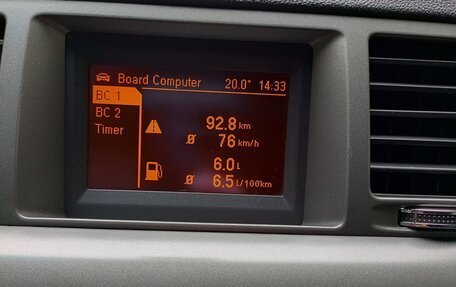 Board Computer 20.0° 14:33
BC 1
BC 2
Timer
92.8 km
Ø 76 km/h
6.0 L
Ø 6.5 L/100km